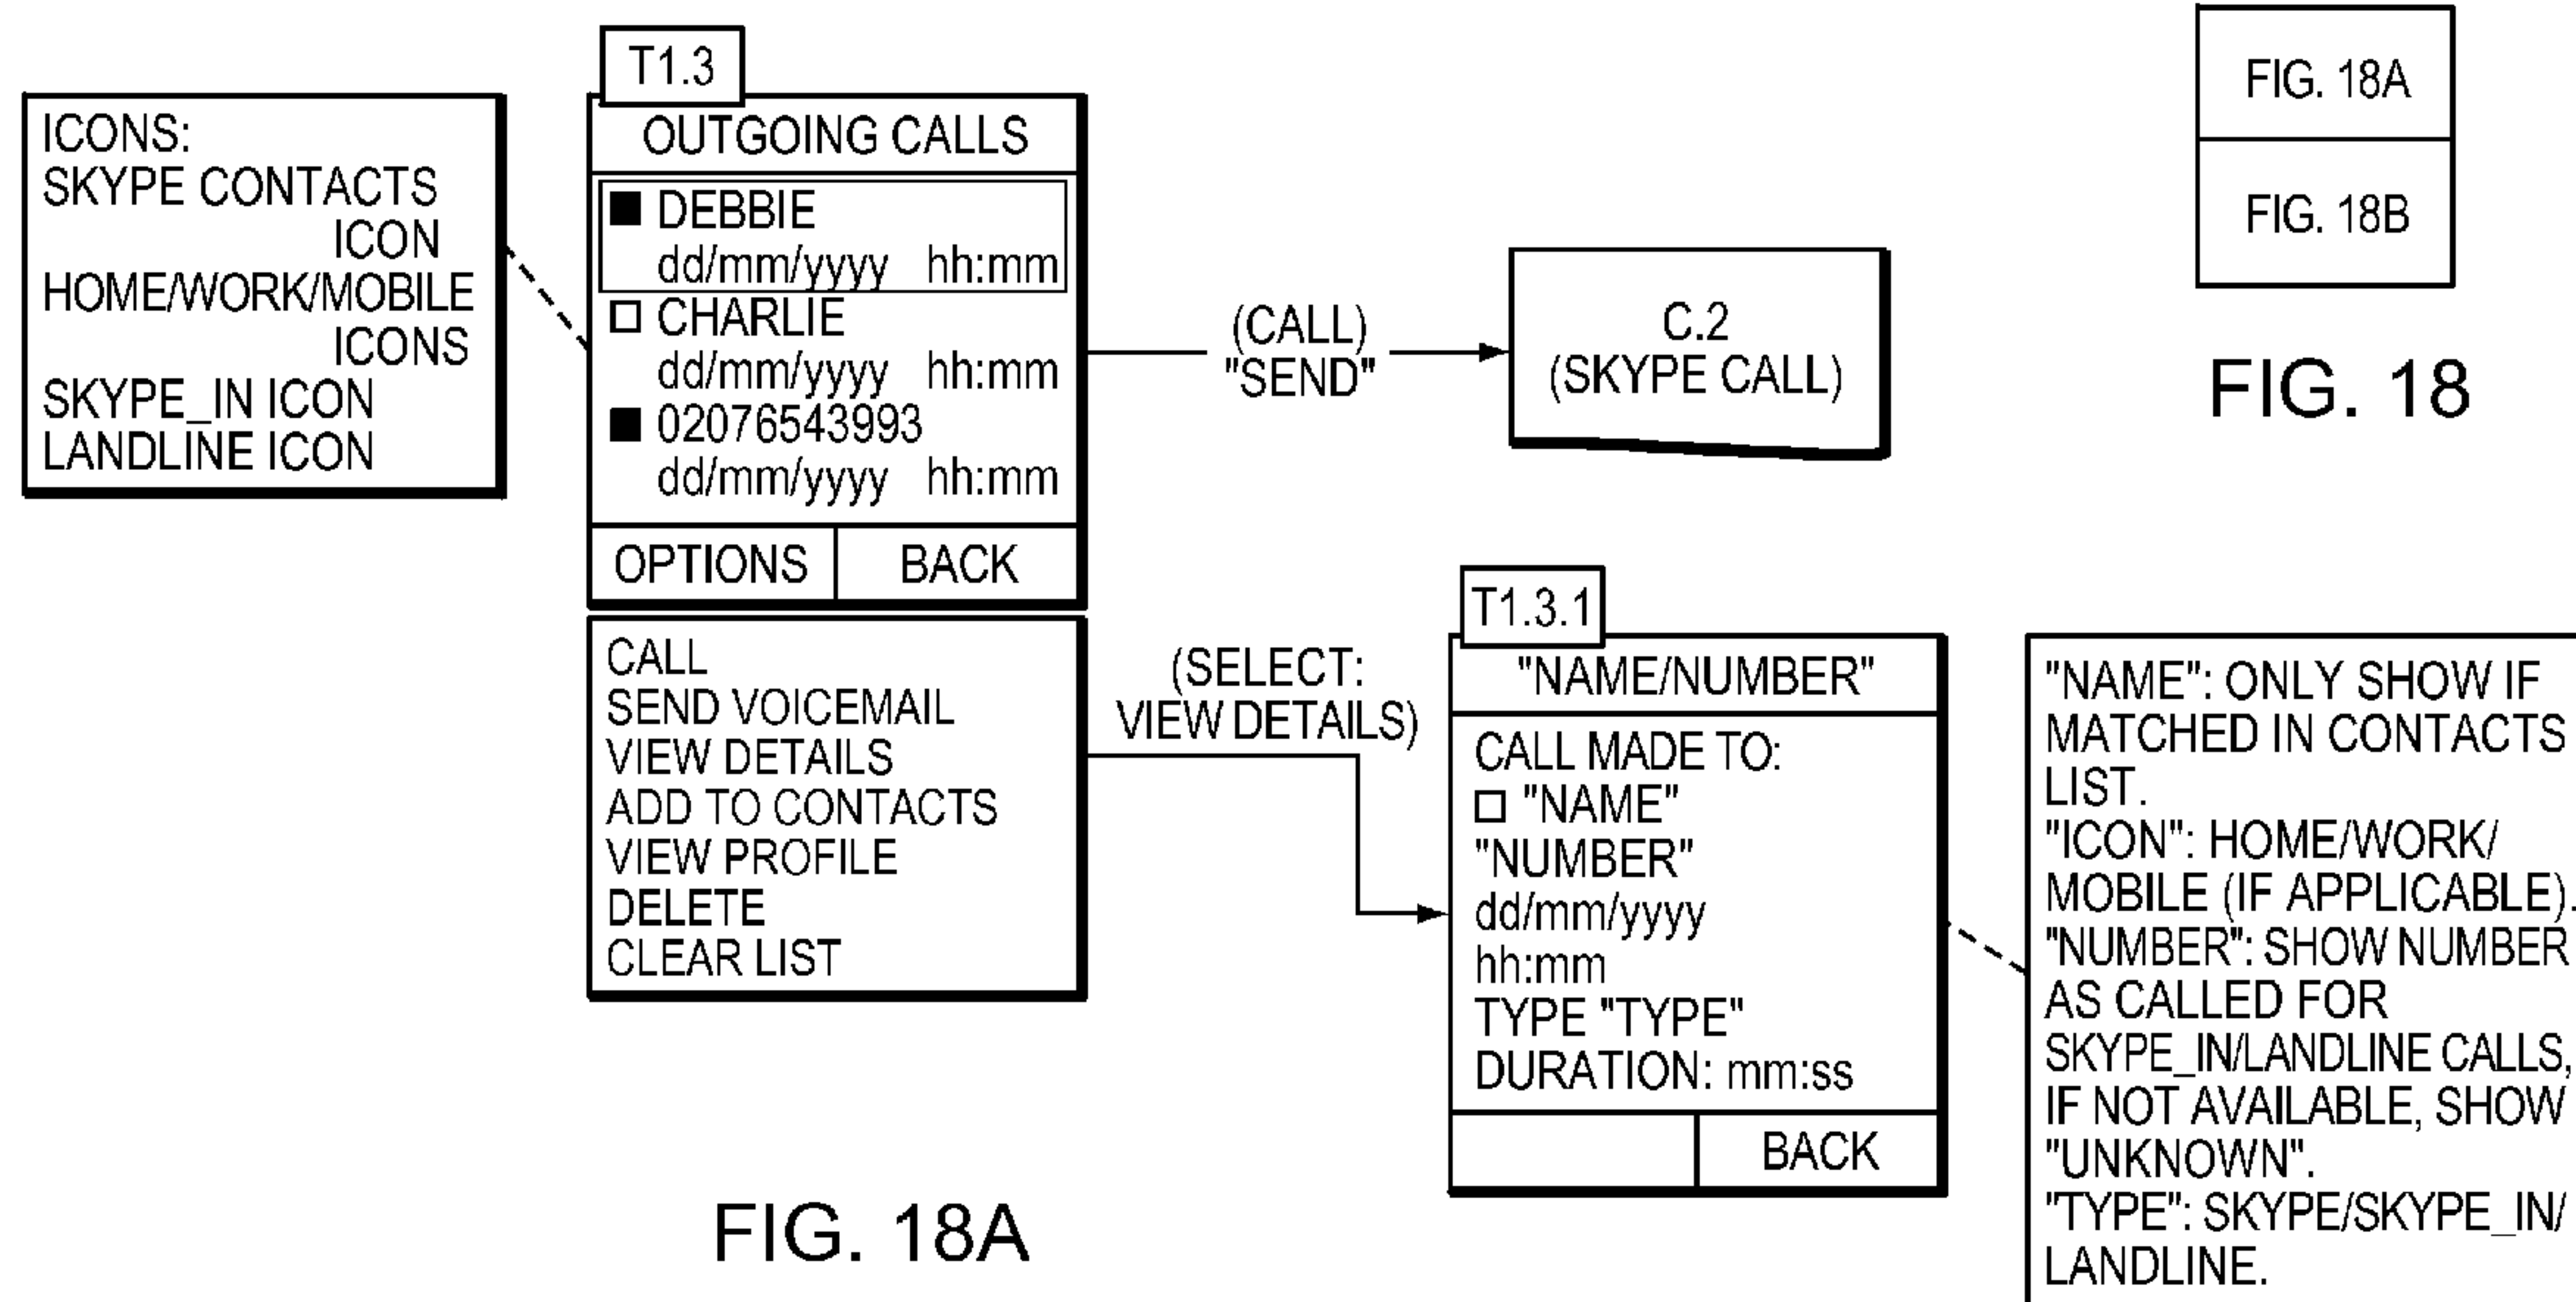 ICONS:
SKYPE CONTACTS
ICON
HOME/WORK/MOBILE
ICONS
SKYPE_IN ICON
LANDLINE ICON
T1.3
OUTGOING CALLS
DEBBIE
dd/mm/yyyy hh:mm
CHARLIE
dd/mm/yyyy hh:mm
02076543993
dd/mm/yyyy hh:mm
OPTIONS BACK
(CALL)
"SEND"
C.2
(SKYPE CALL)
FIG. 18A
FIG. 18B
FIG. 18
CALL
SEND VOICEMAIL
VIEW DETAILS
ADD TO CONTACTS
VIEW PROFILE
DELETE
CLEAR LIST
(SELECT:
VIEW DETAILS)
T1.3.1
"NAME/NUMBER"
CALL MADE TO:
"NAME"
"NUMBER"
dd/mm/yyyy
hh:mm
TYPE "TYPE"
DURATION: mm:ss
BACK
"NAME": ONLY SHOW IF
MATCHED IN CONTACTS
LIST.
"ICON": HOME/WORK/
MOBILE (IF APPLICABLE).
"NUMBER": SHOW NUMBER
AS CALLED FOR
SKYPE_IN/LANDLINE CALLS,
IF NOT AVAILABLE, SHOW
"UNKNOWN".
"TYPE": SKYPE/SKYPE_IN/
LANDLINE.
FIG. 18A